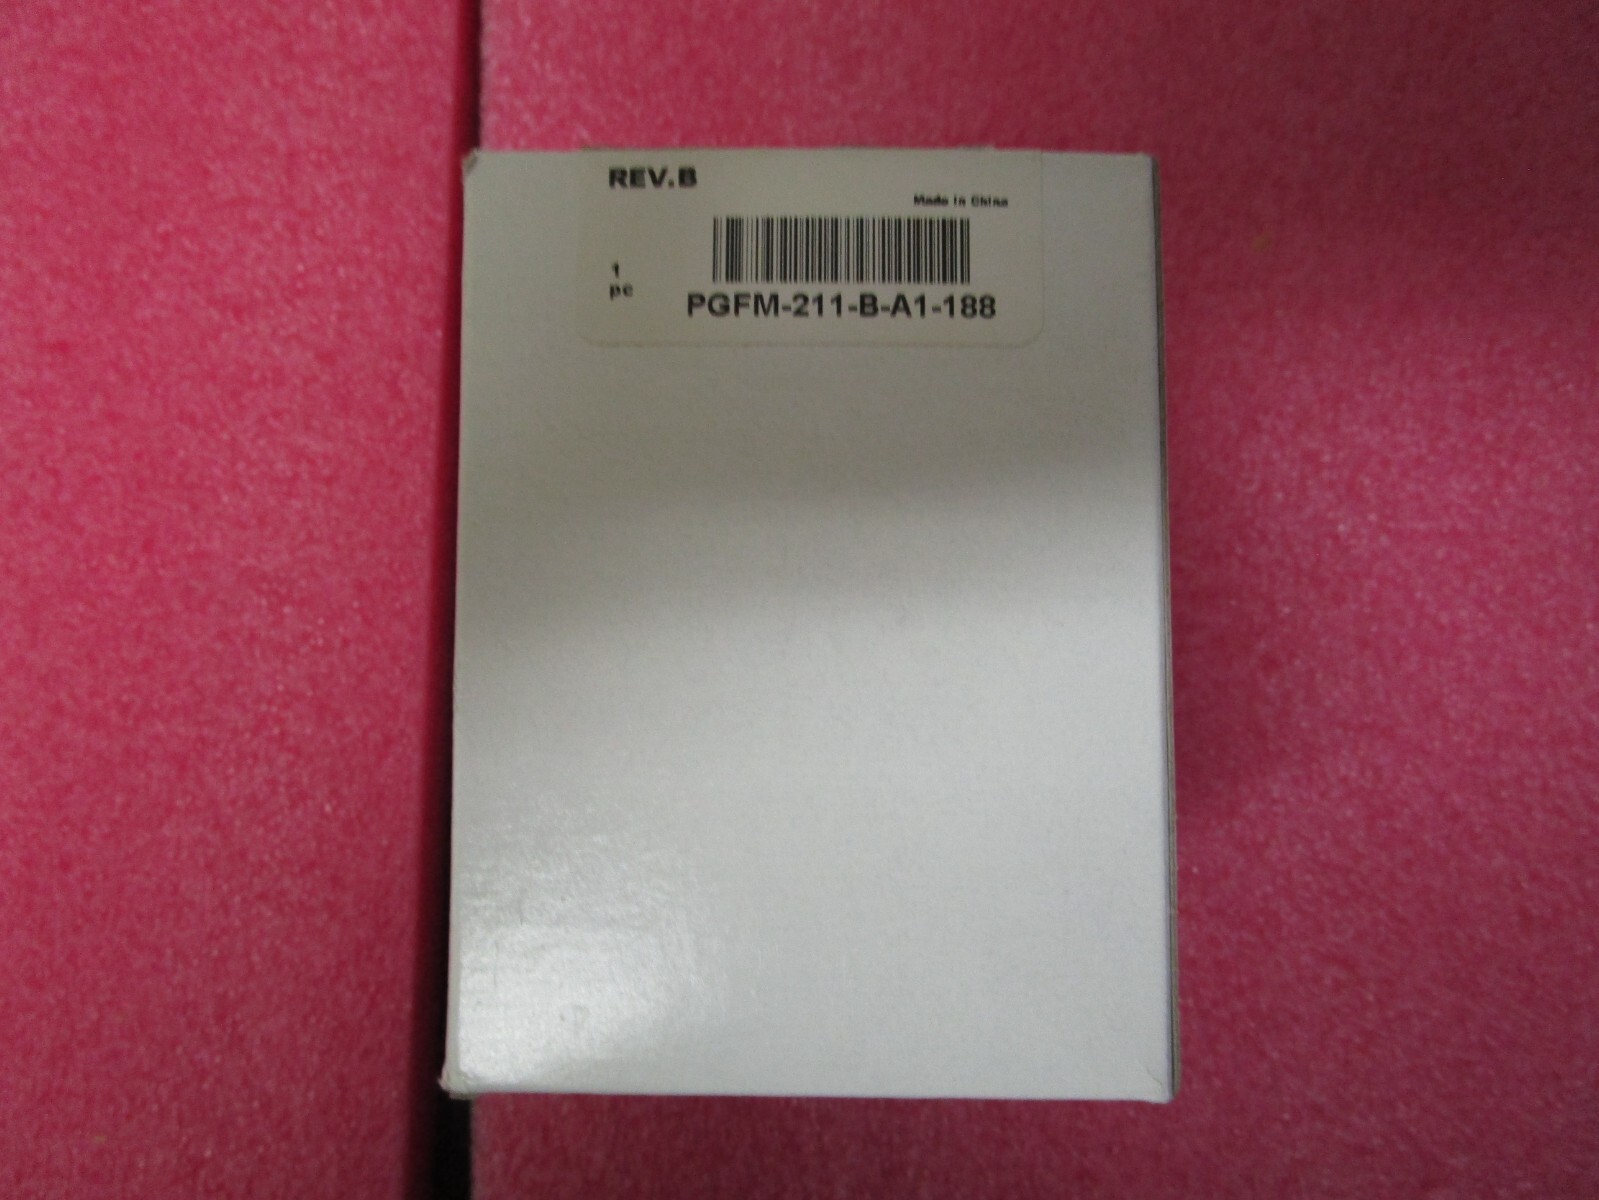 REV.B
Made in China
1
pc
PGFM-211-B-A1-188